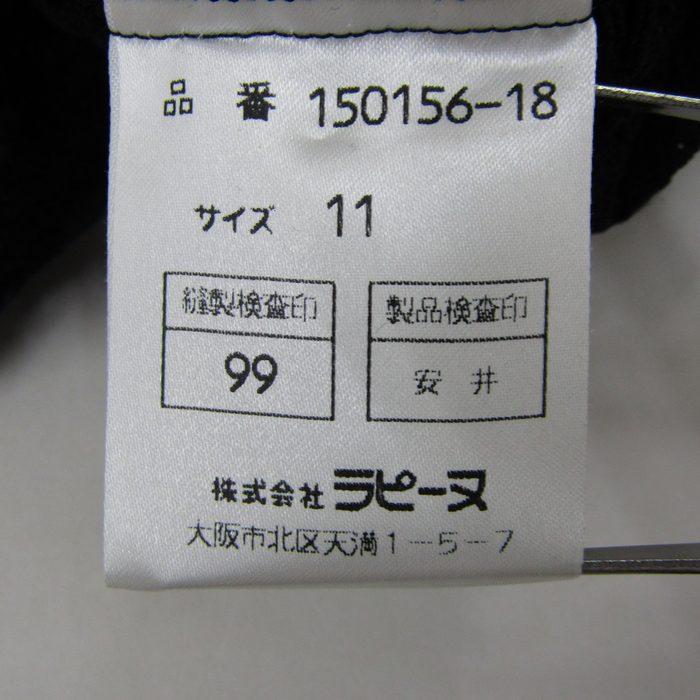 品 番 150156-18
サイズ 11
縫製検査印 製品検査印
99 安 井
株式会社 ラピーヌ
大阪市北区天満1-5-7